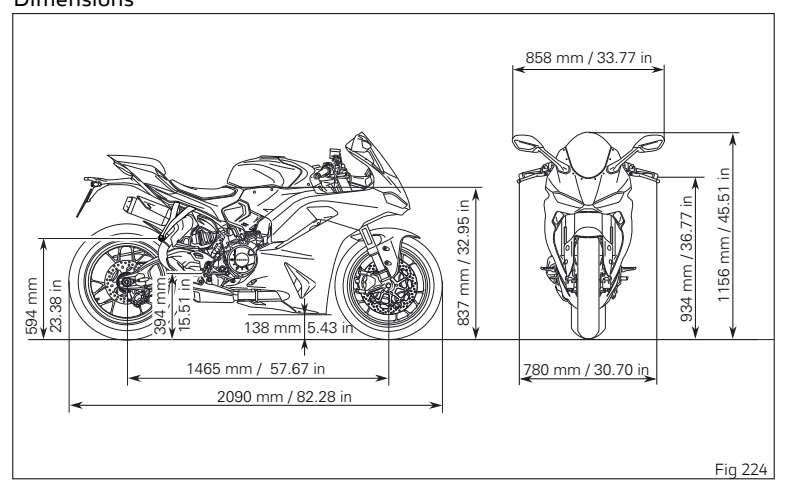 Dimensions
858 mm / 33.77 in
594 mm
23.38 in
394 mm
15.51 in
138 mm 5.43 in
837 mm / 32.95 in
934 mm / 36.77 in
1156 mm / 45.51 in
1465 mm / 57.67 in
780 mm / 30.70 in
2090 mm / 82.28 in
Fig 224